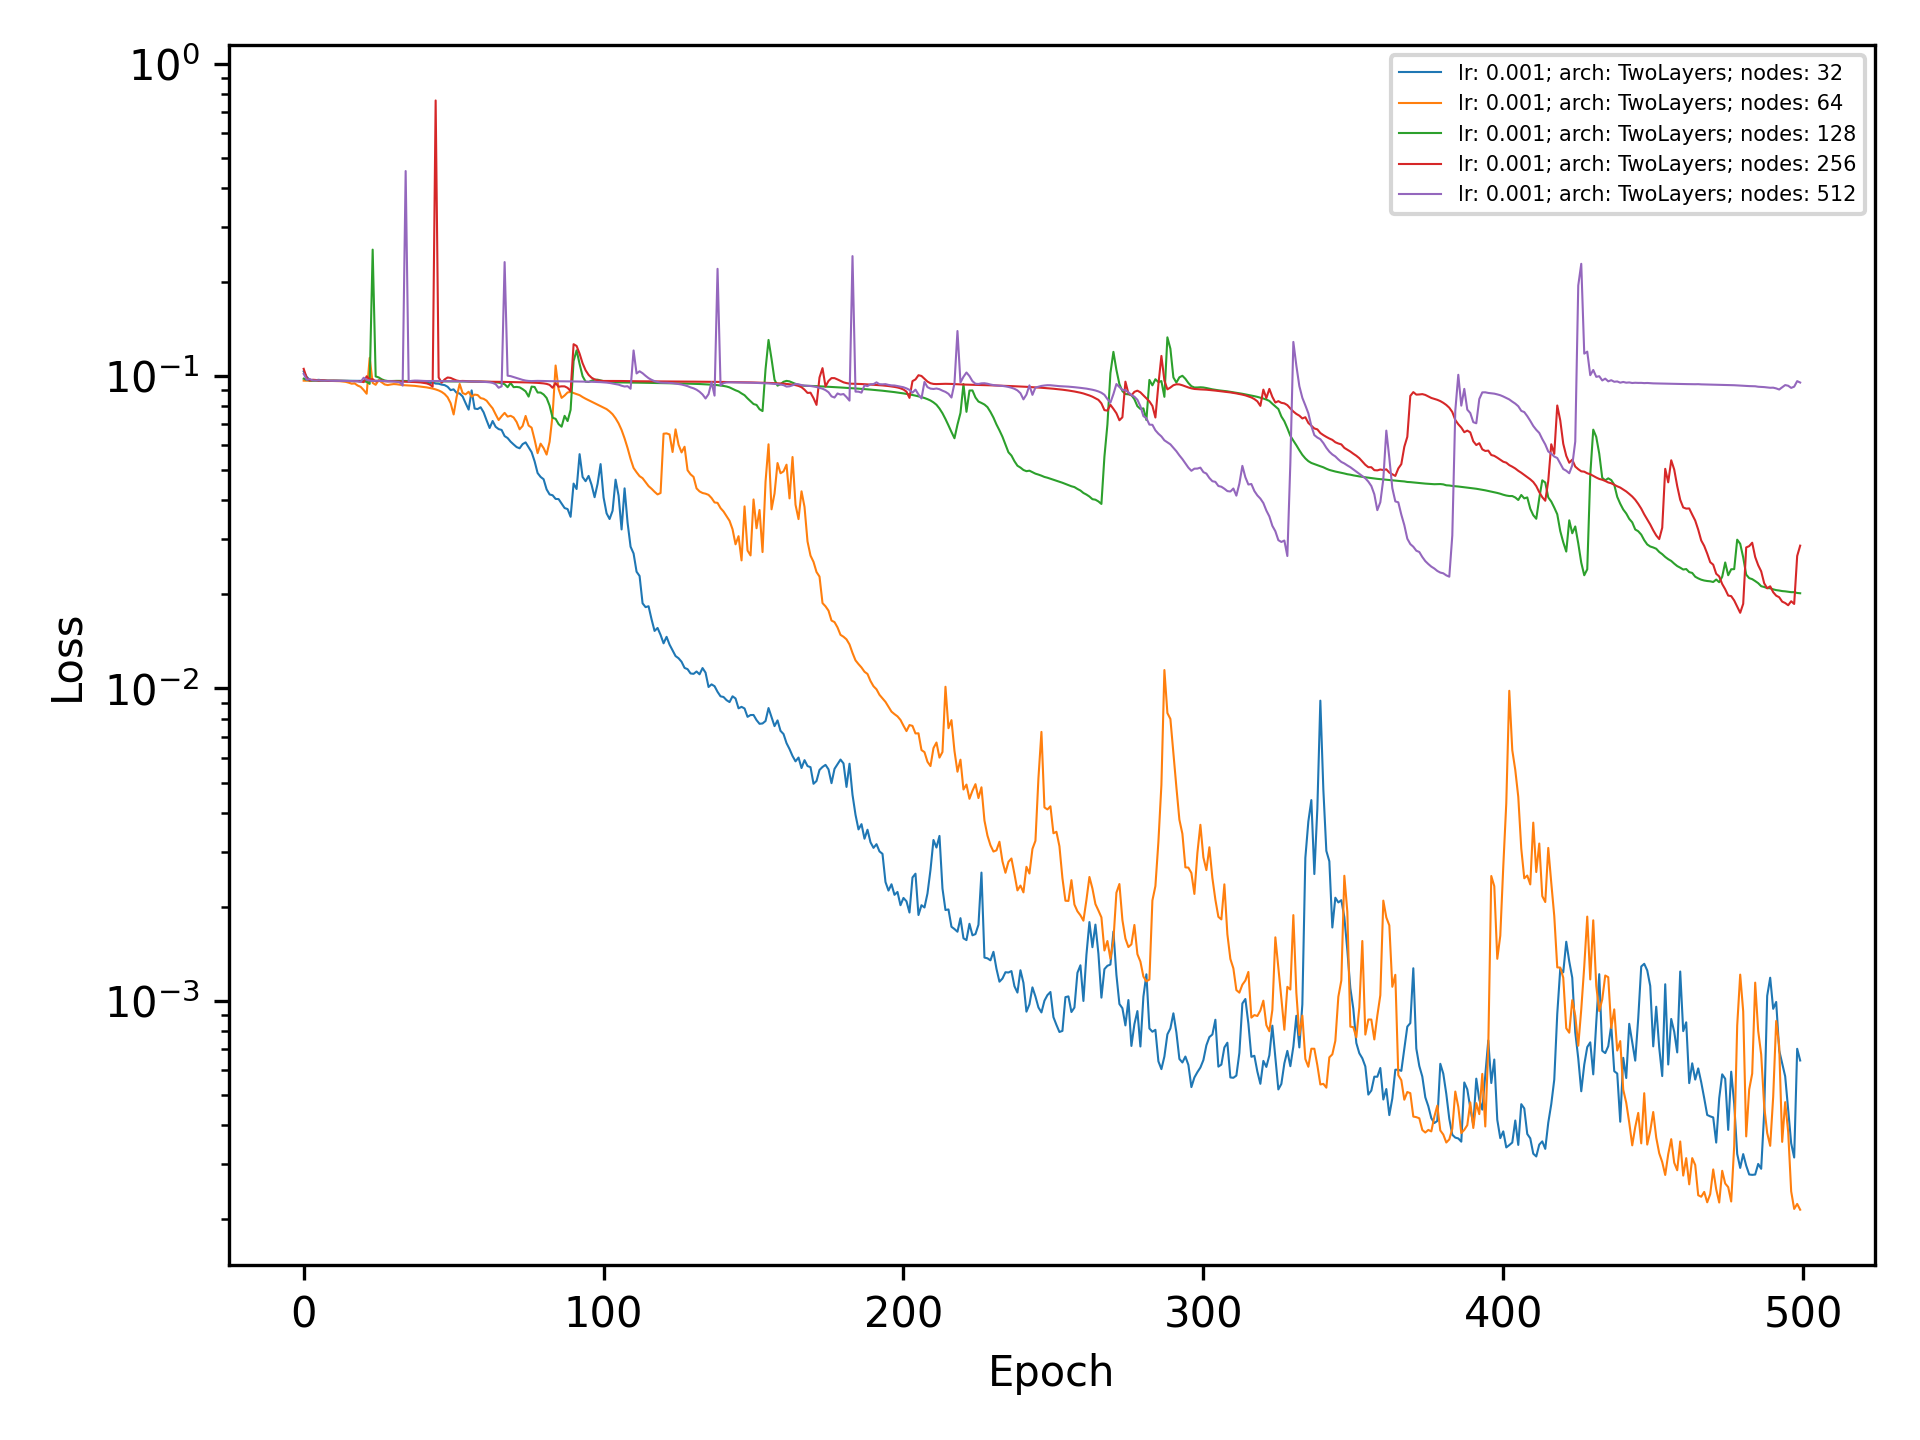 10⁰
10⁻¹
10⁻²
10⁻³
Loss
0 100 200 300 400 500
Epoch
lr: 0.001; arch: TwoLayers; nodes: 32
lr: 0.001; arch: TwoLayers; nodes: 64
lr: 0.001; arch: TwoLayers; nodes: 128
lr: 0.001; arch: TwoLayers; nodes: 256
lr: 0.001; arch: TwoLayers; nodes: 512